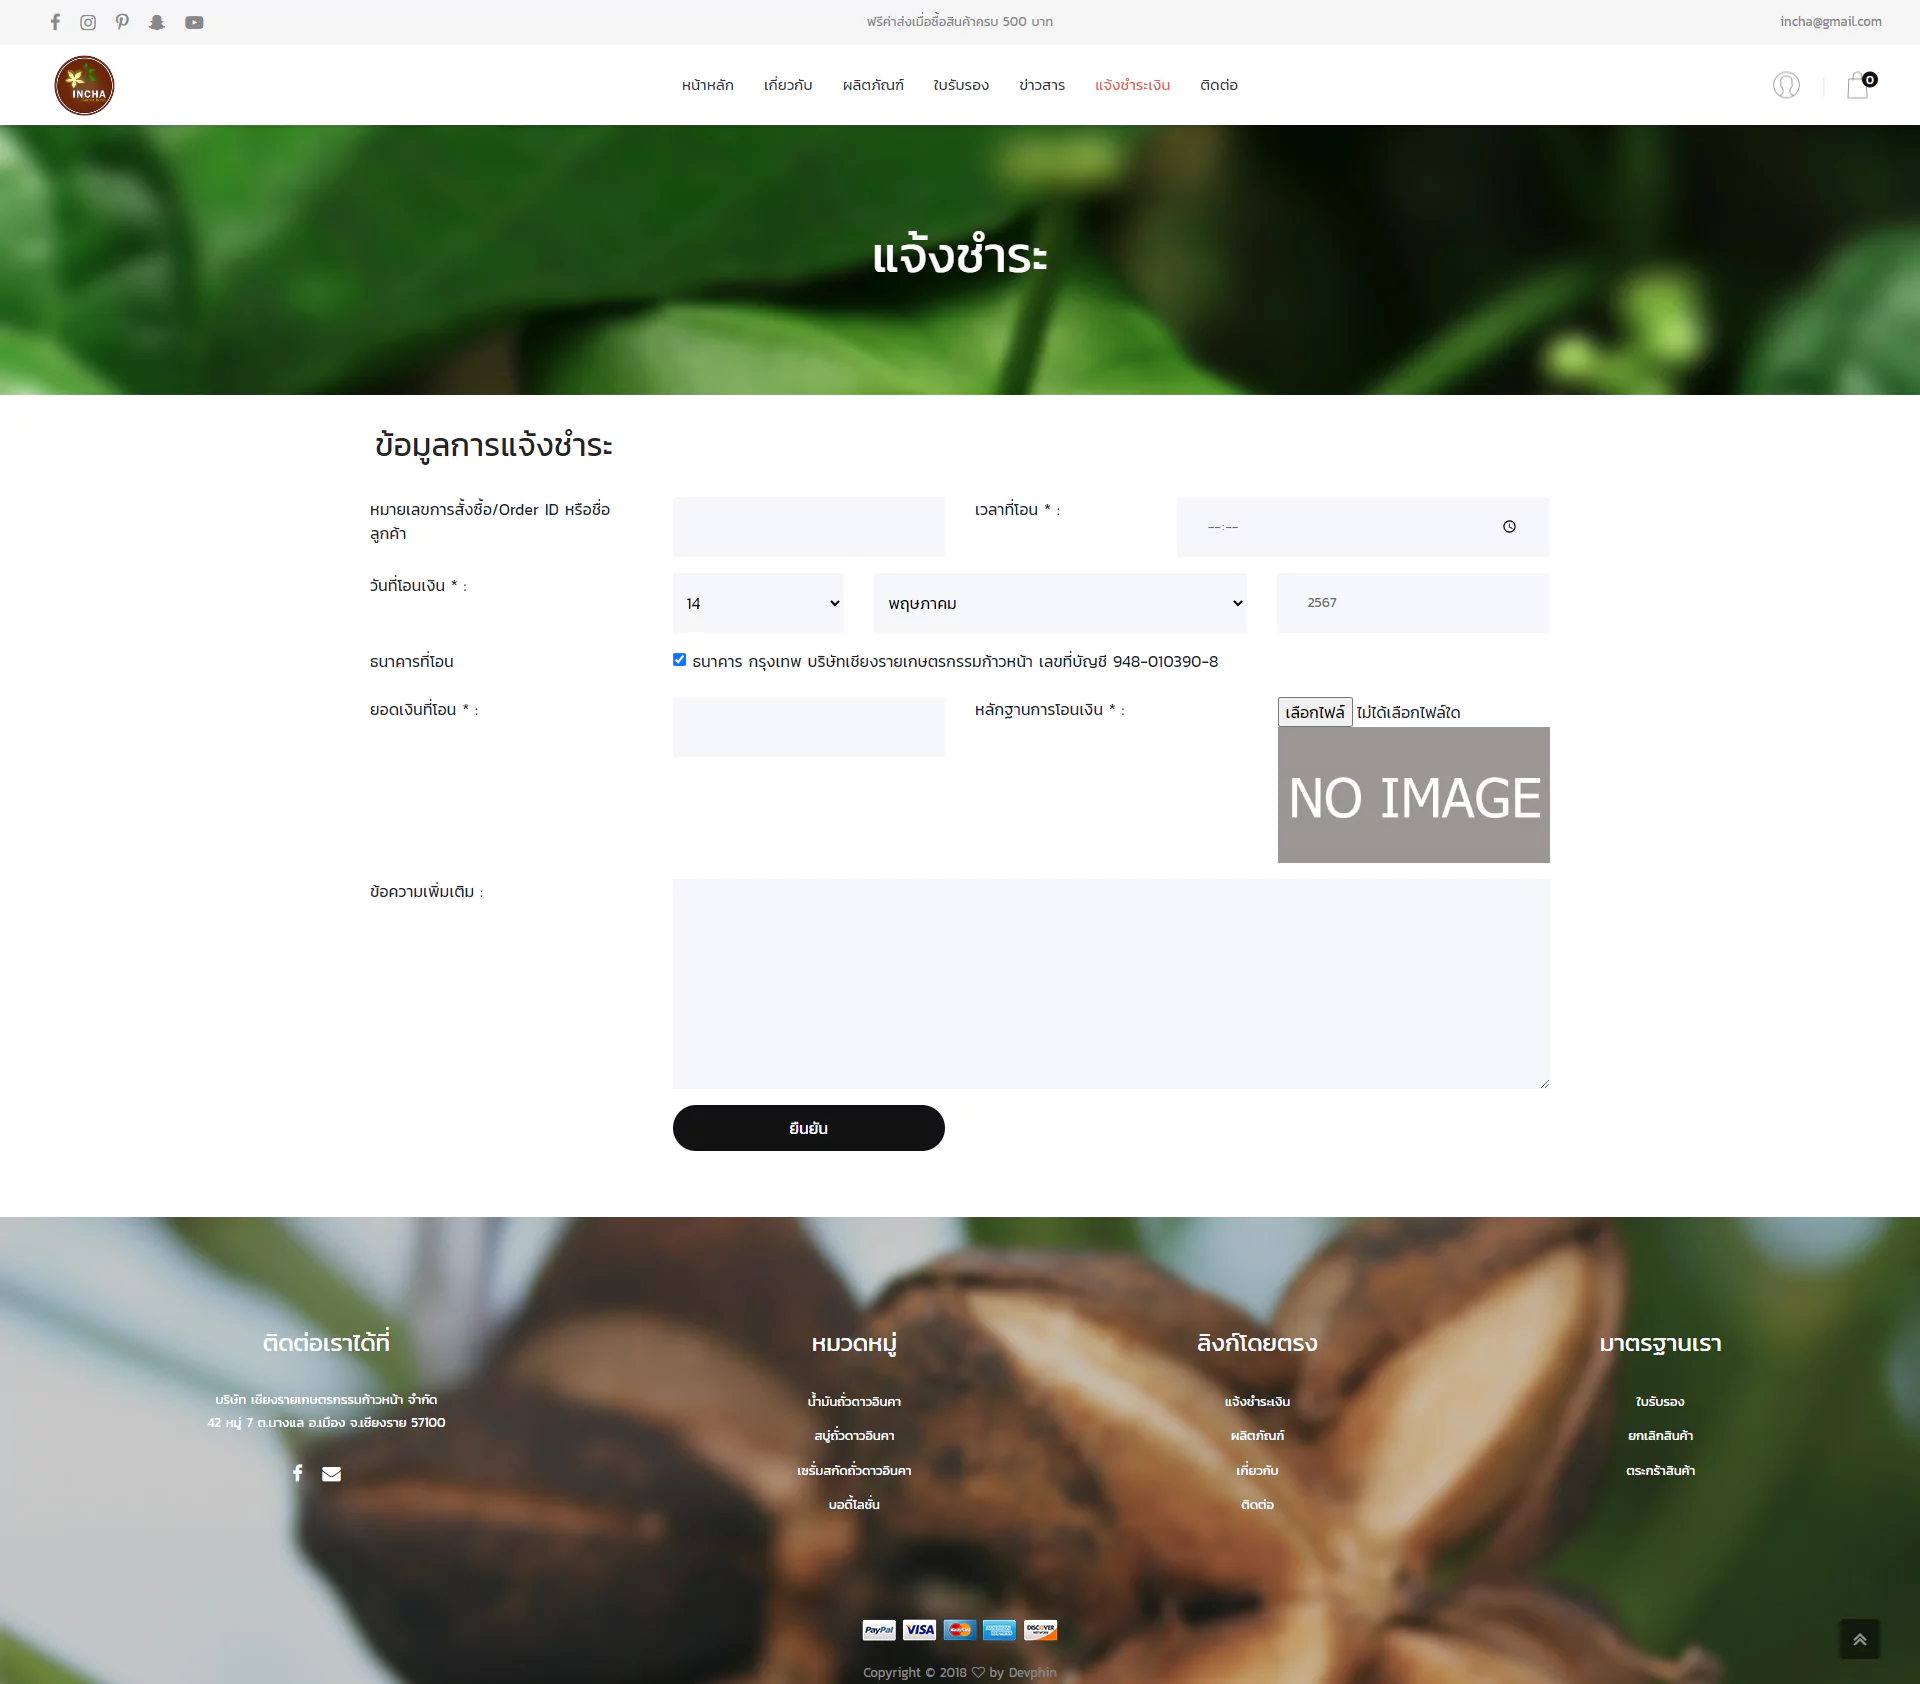 ฟรีค่าส่งเมื่อซื้อสินค้าครบ 500 บาท
incha@gmail.com
INCHA
หน้าหลัก เกี่ยวกับ ผลิตภัณฑ์ ใบรับรอง ข่าวสาร แจ้งชำระเงิน ติดต่อ
0
แจ้งชำระ
ข้อมูลการแจ้งชำระ
หมายเลขการสั้งซื้อ/Order ID หรือชื่อ
ลูกค้า
เวลาที่โอน * :
--:--
วันที่โอนเงิน * :
14
พฤษภาคม
2567
ธนาคารที่โอน
ธนาคาร กรุงเทพ บริษัทเชียงรายเกษตรกรรมก้าวหน้า เลขที่บัญชี 948-010390-8
ยอดเงินที่โอน * :
หลักฐานการโอนเงิน * :
เลือกไฟล์ ไม่ได้เลือกไฟล์ใด
NO IMAGE
ข้อความเพิ่มเติม :
ยืนยัน
ติดต่อเราได้ที่
บริษัท เชียงรายเกษตรกรรมก้าวหน้า จำกัด
42 หมู่ 7 ต.นางแล อ.เมือง จ.เชียงราย 57100
หมวดหมู่
น้ำมันถั่วดาวอินคา
สบู่ถั่วดาวอินคา
เซรั่มสกัดถั่วดาวอินคา
บอดี้โลชั่น
ลิงก์โดยตรง
แจ้งชำระเงิน
ผลิตภัณฑ์
เกี่ยวกับ
ติดต่อ
มาตรฐานเรา
ใบรับรอง
ยกเลิกสินค้า
ตระกร้าสินค้า
PayPal VISA MasterCard AMERICAN EXPRESS DISCOVER
Copyright © 2018 ♡ by Devphin